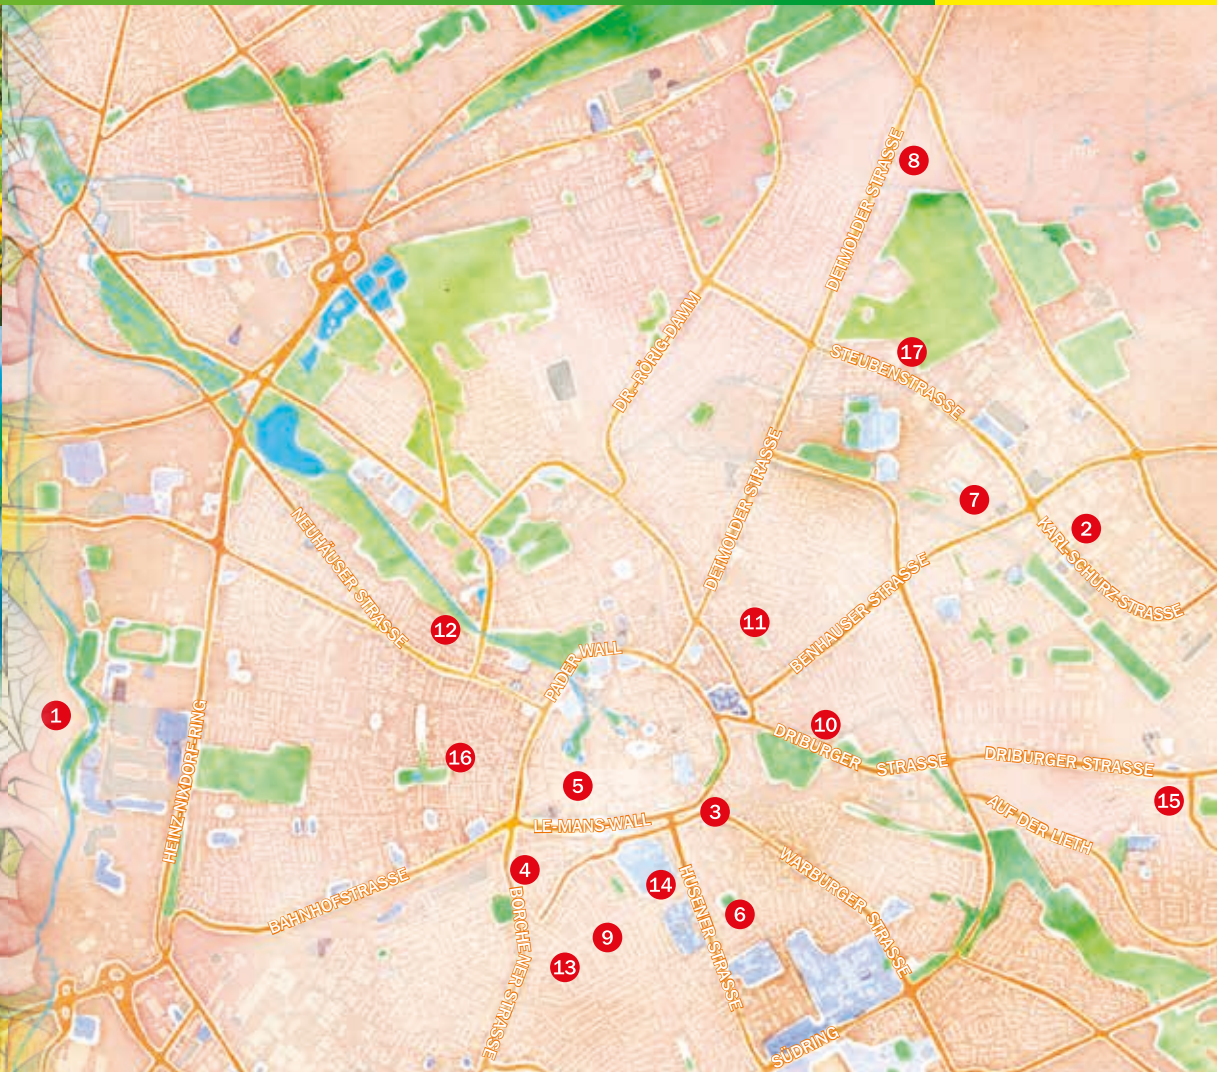 DETMOLDER STRASSE
8
DR.-RÖRIG-DAMM
17
STEUBENSTRASSE
DETMOLDER STRASSE
7
2
KARL-SCHURZ-STRASSE
NEUHÄUSER STRASSE
BENHAUSER STRASSE
11
12
PADER WALL
1
HEINZ-NIXDORF-RING
10
DRIBURGER STRASSE
DRIBURGER STRASSE
16
5
15
3
AUF DER LIETH
LE-MANS-WALL
4
BAHNHOFSTRASSE
14
WARBURGER STRASSE
HUSENER STRASSE
6
BORCHENER STRASSE
9
13
SÜDRING